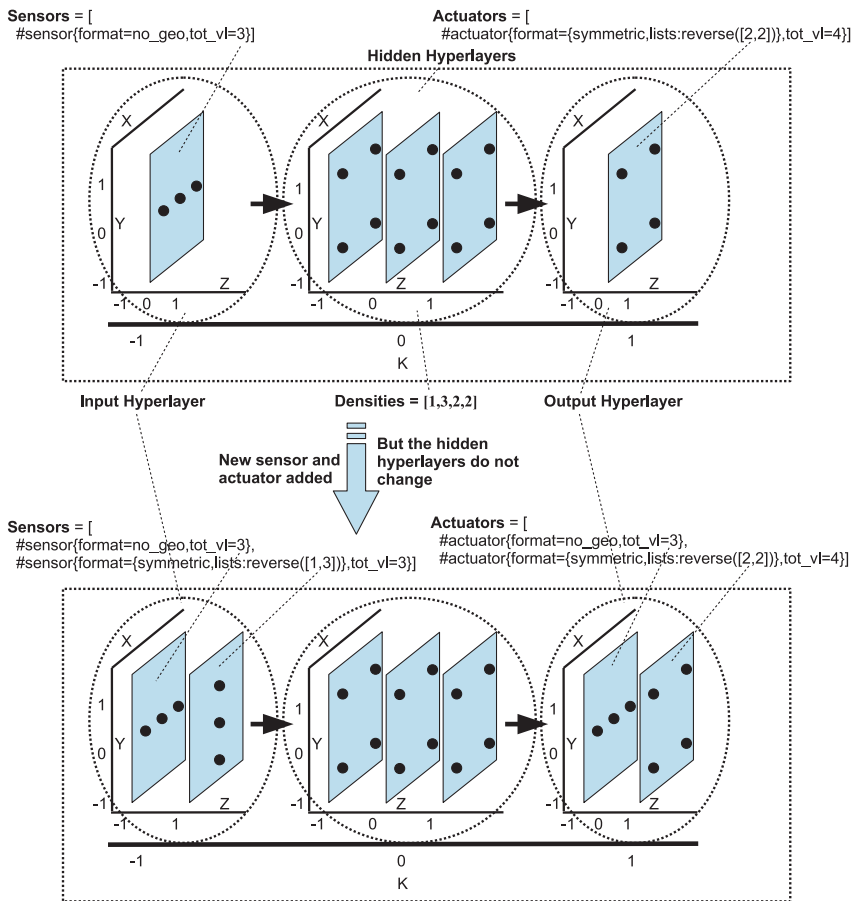 Sensors = [
#sensor{format=no_geo,tot_vl=3}]
Actuators = [
#actuator{format={symmetric,lists:reverse([2,2])},tot_vl=4}]
Hidden Hyperlayers
X
X
X
1
Y
0
-1
Z
-1 0 1
1
Y
0
-1
Z
-1 0 1
1
Y
0
-1
Z
-1 0 1
-1
0
1
K
Input Hyperlayer
Densities = [1,3,2,2]
Output Hyperlayer
New sensor and
actuator added
But the hidden
hyperlayers do not
change
Sensors = [
#sensor{format=no_geo,tot_vl=3},
#sensor{format={symmetric,lists:reverse([1,3])},tot_vl=3}]
Actuators = [
#actuator{format=no_geo,tot_vl=3},
#actuator{format={symmetric,lists:reverse([2,2])},tot_vl=4}]
X
X
X
1
Y
0
-1
Z
-1 0 1
1
Y
0
-1
Z
-1 0 1
1
Y
0
-1
Z
-1 0 1
-1
0
1
K